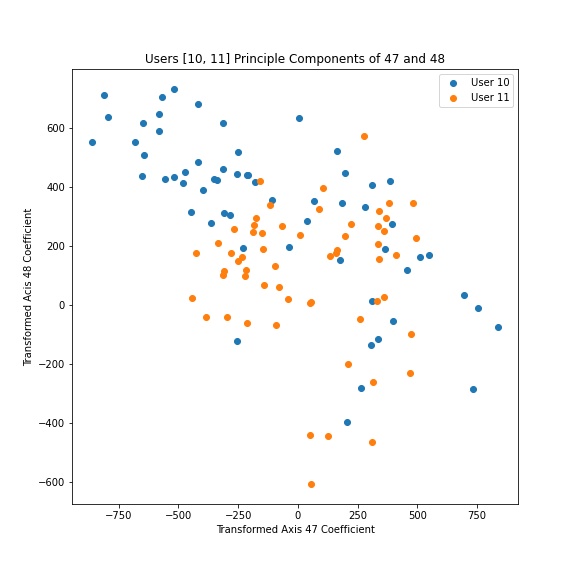 Users [10, 11] Principle Components of 47 and 48
User 10
User 11
Transformed Acis 48 Coefficient
600
400
200
0
−200
−400
−600
−750
−500
−250
0
250
500
750
Transformed Axis 47 Coefficient